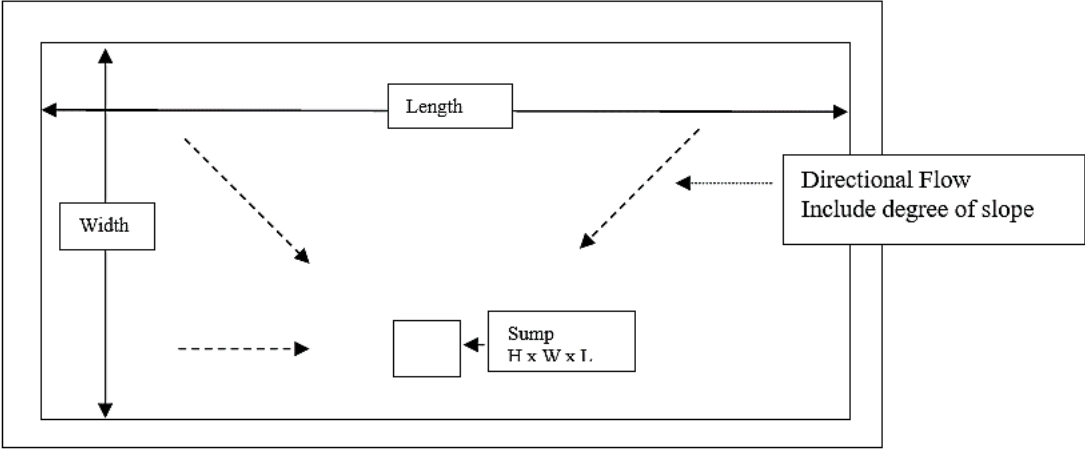 Length
Directional Flow
Include degree of slope
Width
Sump
H x W x L